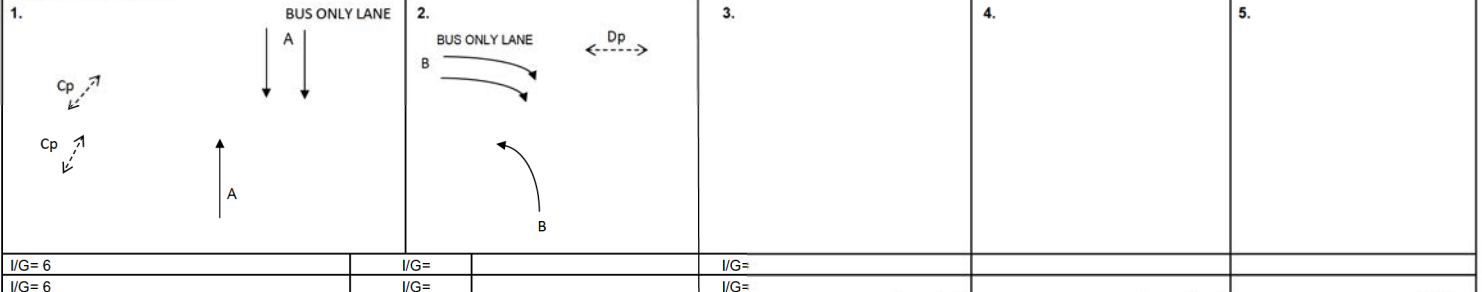 1.
BUS ONLY LANE
A
Cp
Cp
A
2.
BUS ONLY LANE
Dp
B
B
3.
4.
5.
I/G= 6
I/G=
I/G=
I/G= 6
I/G=
I/G=